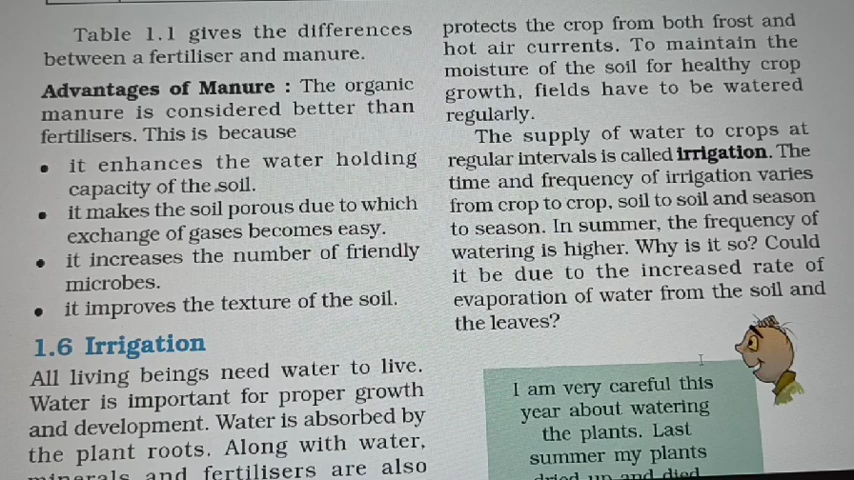 Table 1.1 gives the differences
between a fertiliser and manure.
Advantages of Manure : The organic
manure is considered better than
fertilisers. This is because
• it enhances the water holding
capacity of the soil.
• it makes the soil porous due to which
exchange of gases becomes easy.
• it increases the number of friendly
microbes.
• it improves the texture of the soil.
1.6 Irrigation
All living beings need water to live.
Water is important for proper growth
and development. Water is absorbed by
the plant roots. Along with water,
minerals and fertilisers are also
protects the crop from both frost and
hot air currents. To maintain the
moisture of the soil for healthy crop
growth, fields have to be watered
regularly.
The supply of water to crops at
regular intervals is called irrigation. The
time and frequency of irrigation varies
from crop to crop, soil to soil and season
to season. In summer, the frequency of
watering is higher. Why is it so? Could
it be due to the increased rate of
evaporation of water from the soil and
the leaves?
I am very careful this
year about watering
the plants. Last
summer my plants
dried up and died